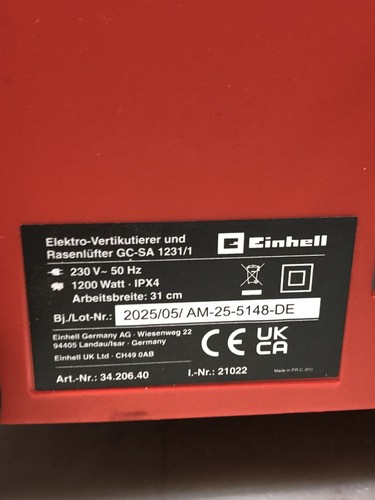 Elektro-Vertikutierer und
Rasenlüfter GC-SA 1231/1
Einhell
230 V~ 50 Hz
1200 Watt · IPX4
Arbeitsbreite: 31 cm
Bj./Lot-Nr.: 2025/05/ AM-25-5148-DE
Einhell Germany AG · Wiesenweg 22
94405 Landau/Isar · Germany
Einhell UK Ltd · CH49 0AB
CE UK
CA
Art.-Nr.: 34.206.40 I.-Nr.: 21022
Made in P.R.C.